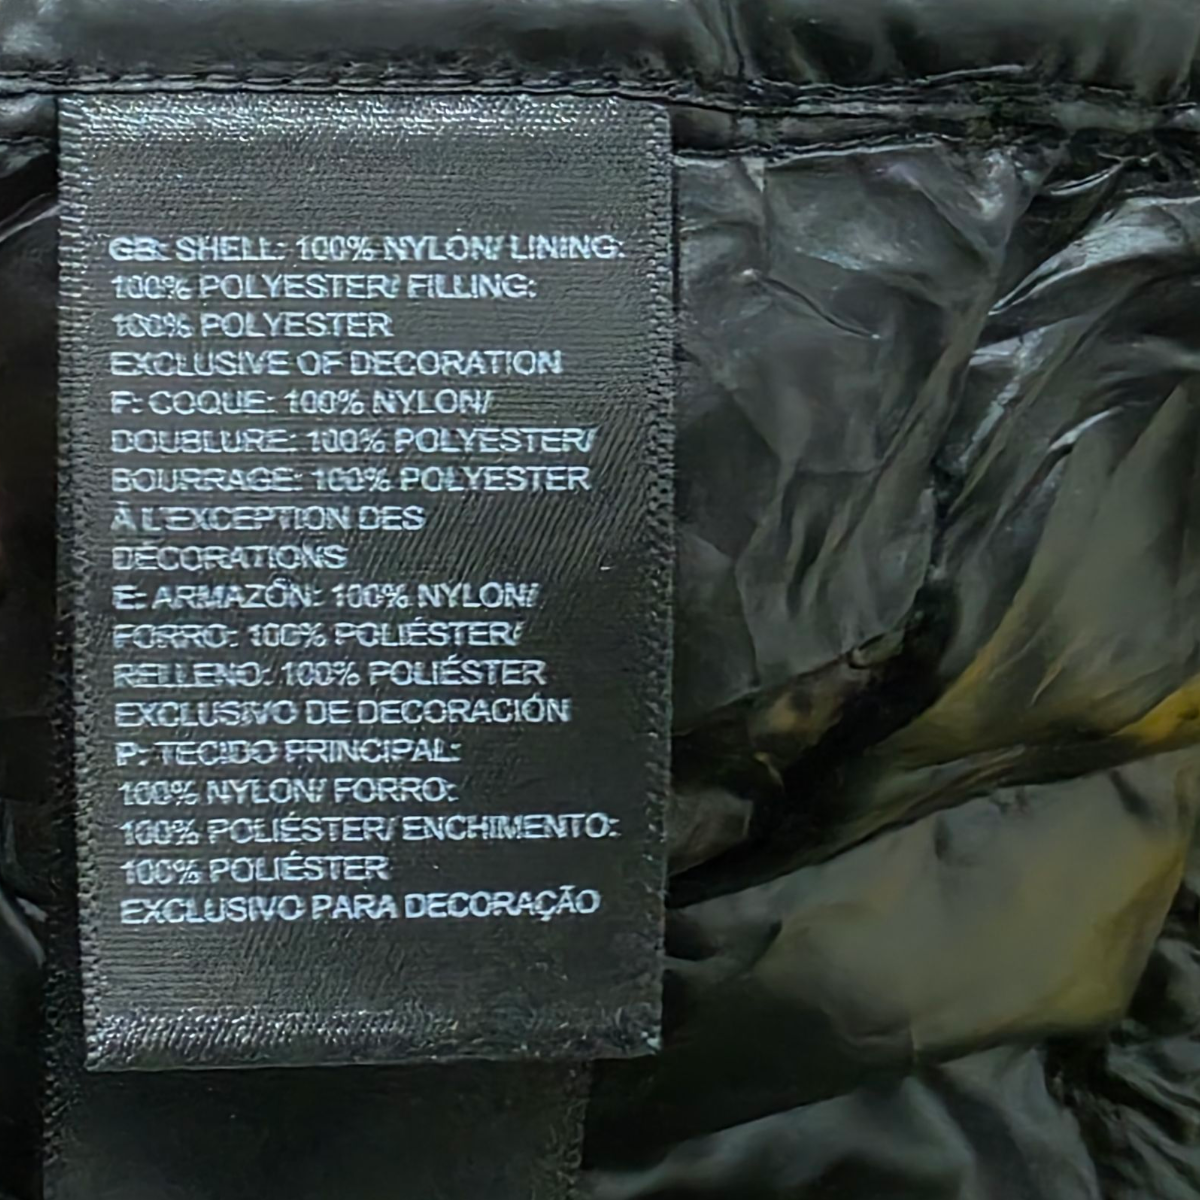 GB: SHELL: 100% NYLON/ LINING:
100% POLYESTER/ FILLING:
100% POLYESTER
EXCLUSIVE OF DECORATION
F: COQUE: 100% NYLON/
DOUBLURE: 100% POLYESTER/
BOURRAGE: 100% POLYESTER
À L'EXCEPTION DES
DÉCORATIONS
E: ARMAZÓN: 100% NYLON/
FORRO: 100% POLIÉSTER/
RELLENO: 100% POLIÉSTER
EXCLUSIVO DE DECORACIÓN
P: TECIDO PRINCIPAL:
100% NYLON/ FORRO:
100% POLIÉSTER/ ENCHIMENTO:
100% POLIÉSTER
EXCLUSIVO PARA DECORAÇÃO